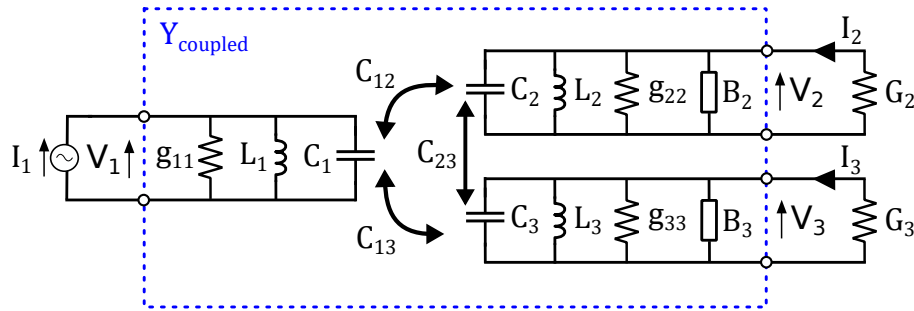 Y_coupled
I₁
V₁
g₁₁
L₁
C₁
C₁₂
C₂₃
C₁₃
C₂
L₂
g₂₂
B₂
V₂
I₂
G₂
C₃
L₃
g₃₃
B₃
V₃
I₃
G₃